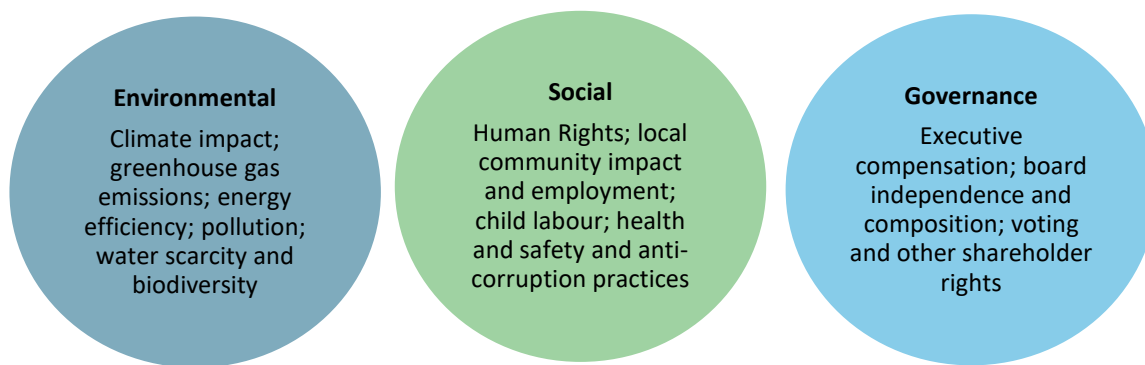 Environmental
Climate impact;
greenhouse gas
emissions; energy
efficiency; pollution;
water scarcity and
biodiversity
Social
Human Rights; local
community impact
and employment;
child labour; health
and safety and anti-
corruption practices
Governance
Executive
compensation; board
independence and
composition; voting
and other shareholder
rights